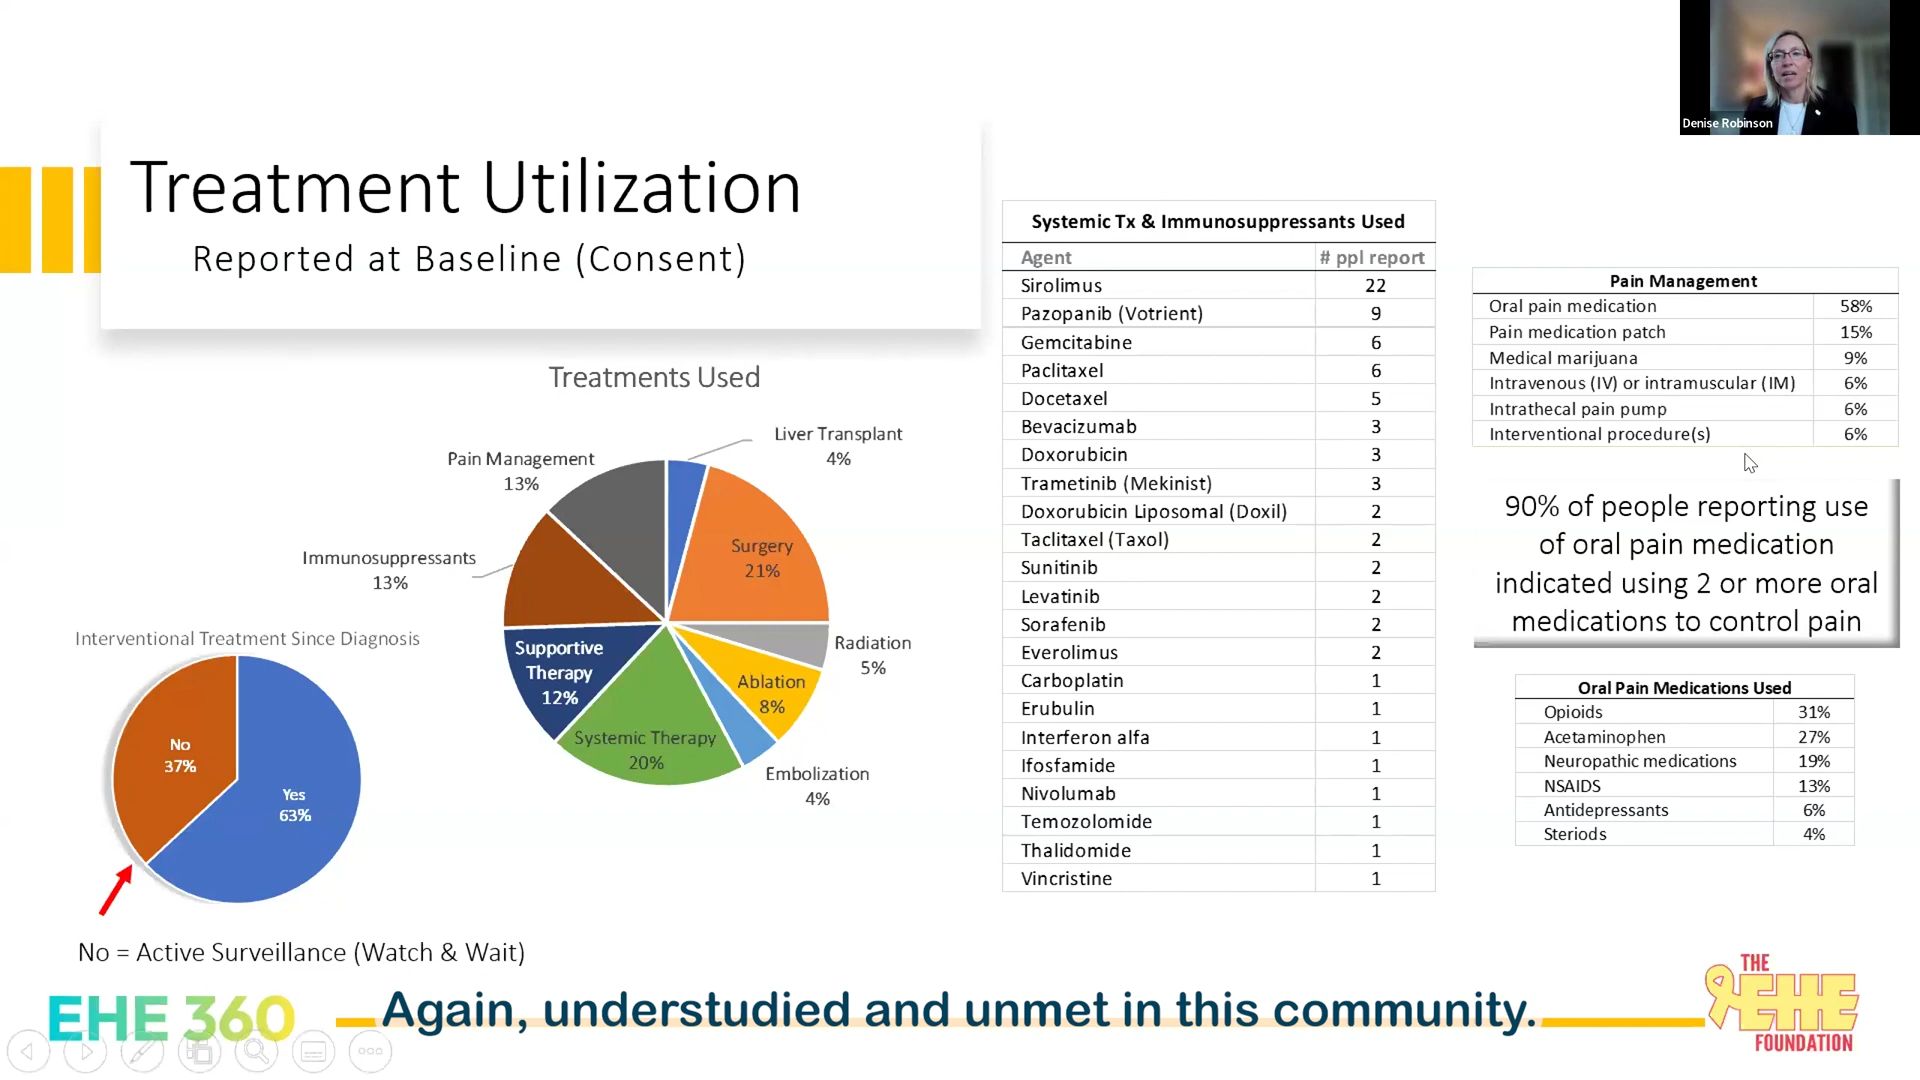 Denise Robinson
Treatment Utilization
Reported at Baseline (Consent)
Treatments Used
Liver Transplant
4%
Pain Management
13%
Surgery
21%
Immunosuppressants
13%
Radiation
5%
Supportive
Therapy
12%
Ablation
8%
Systemic Therapy
20%
Embolization
4%
Interventional Treatment Since Diagnosis
No
37%
Yes
63%
No = Active Surveillance (Watch & Wait)
Systemic Tx & Immunosuppressants Used
Agent # ppl report
Sirolimus 22
Pazopanib (Votrient) 9
Gemcitabine 6
Paclitaxel 6
Docetaxel 5
Bevacizumab 3
Doxorubicin 3
Trametinib (Mekinist) 3
Doxorubicin Liposomal (Doxil) 2
Taclitaxel (Taxol) 2
Sunitinib 2
Levatinib 2
Sorafenib 2
Everolimus 2
Carboplatin 1
Erubulin 1
Interferon alfa 1
Ifosfamide 1
Nivolumab 1
Temozolomide 1
Thalidomide 1
Vincristine 1
Pain Management
Oral pain medication 58%
Pain medication patch 15%
Medical marijuana 9%
Intravenous (IV) or intramuscular (IM) 6%
Intrathecal pain pump 6%
Interventional procedure(s) 6%
90% of people reporting use
of oral pain medication
indicated using 2 or more oral
medications to control pain
Oral Pain Medications Used
Opioids 31%
Acetaminophen 27%
Neuropathic medications 19%
NSAIDS 13%
Antidepressants 6%
Steriods 4%
EHE 360
Again, understudied and unmet in this community.
THE
EHE
FOUNDATION